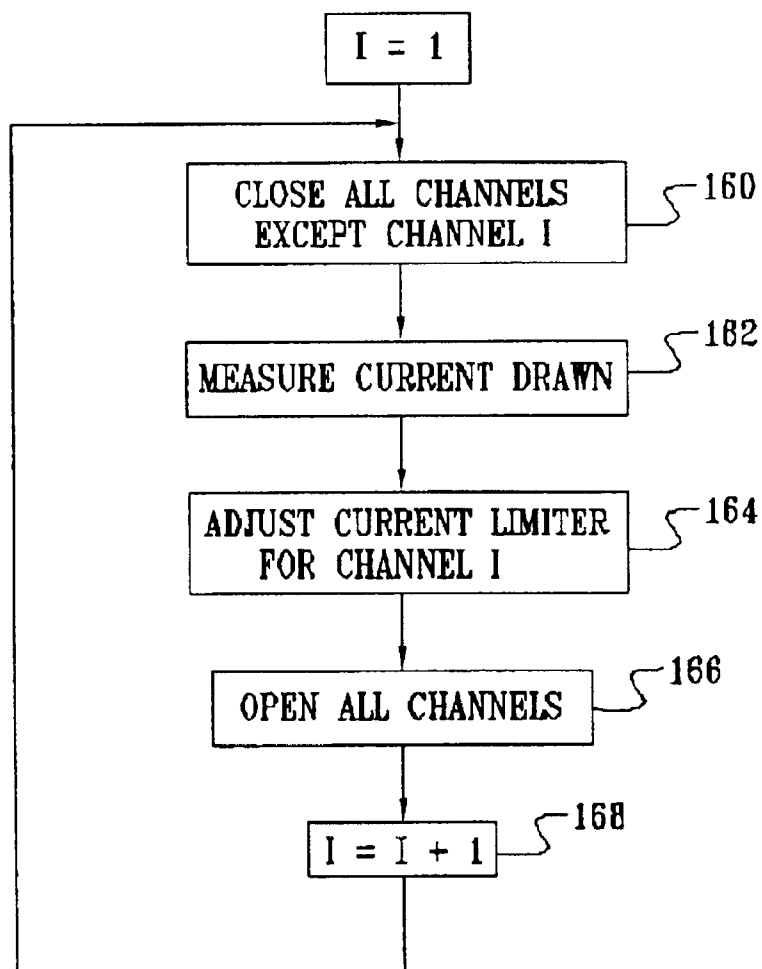 I = 1
CLOSE ALL CHANNELS
EXCEPT CHANNEL I
160
MEASURE CURRENT DRAWN
162
ADJUST CURRENT LIMITER
FOR CHANNEL I
164
OPEN ALL CHANNELS
166
I = I + 1
168